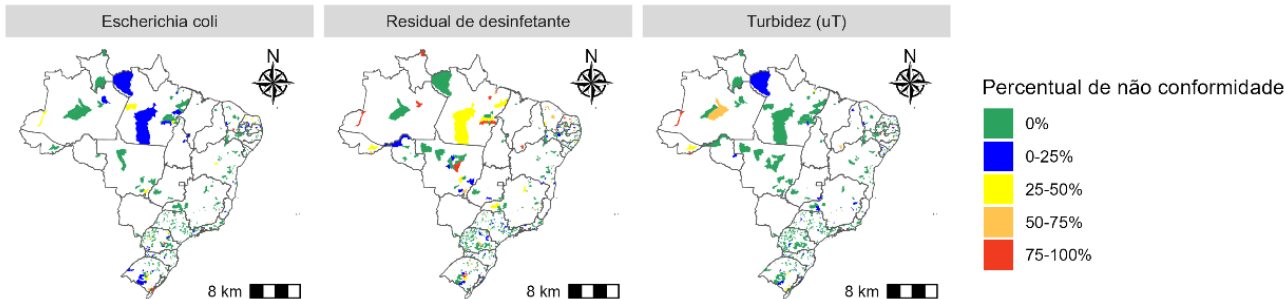 Escherichia coli
Residual de desinfetante
Turbidez (uT)
N
N
N
8 km
8 km
8 km
Percentual de não conformidade
0%
0-25%
25-50%
50-75%
75-100%